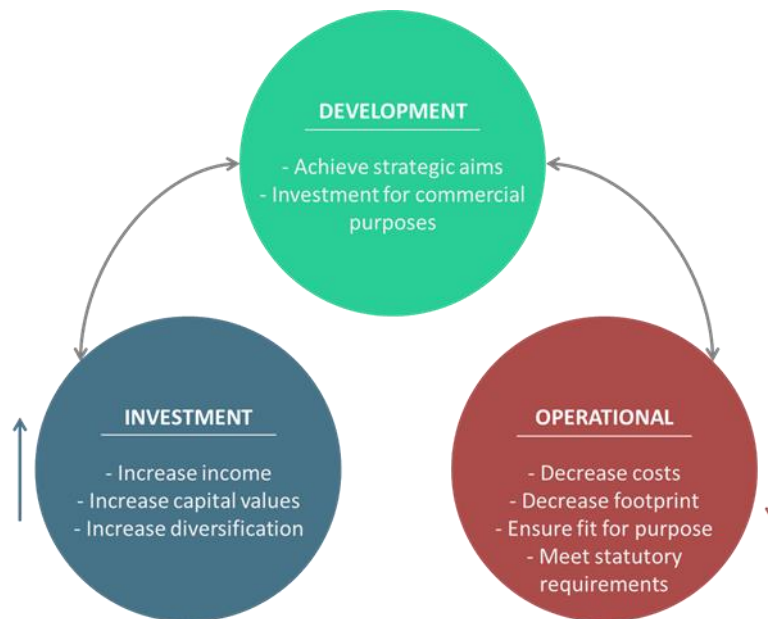 DEVELOPMENT
- Achieve strategic aims
- Investment for commercial
purposes
INVESTMENT
- Increase income
- Increase capital values
- Increase diversification
OPERATIONAL
- Decrease costs
- Decrease footprint
- Ensure fit for purpose
- Meet statutory
requirements